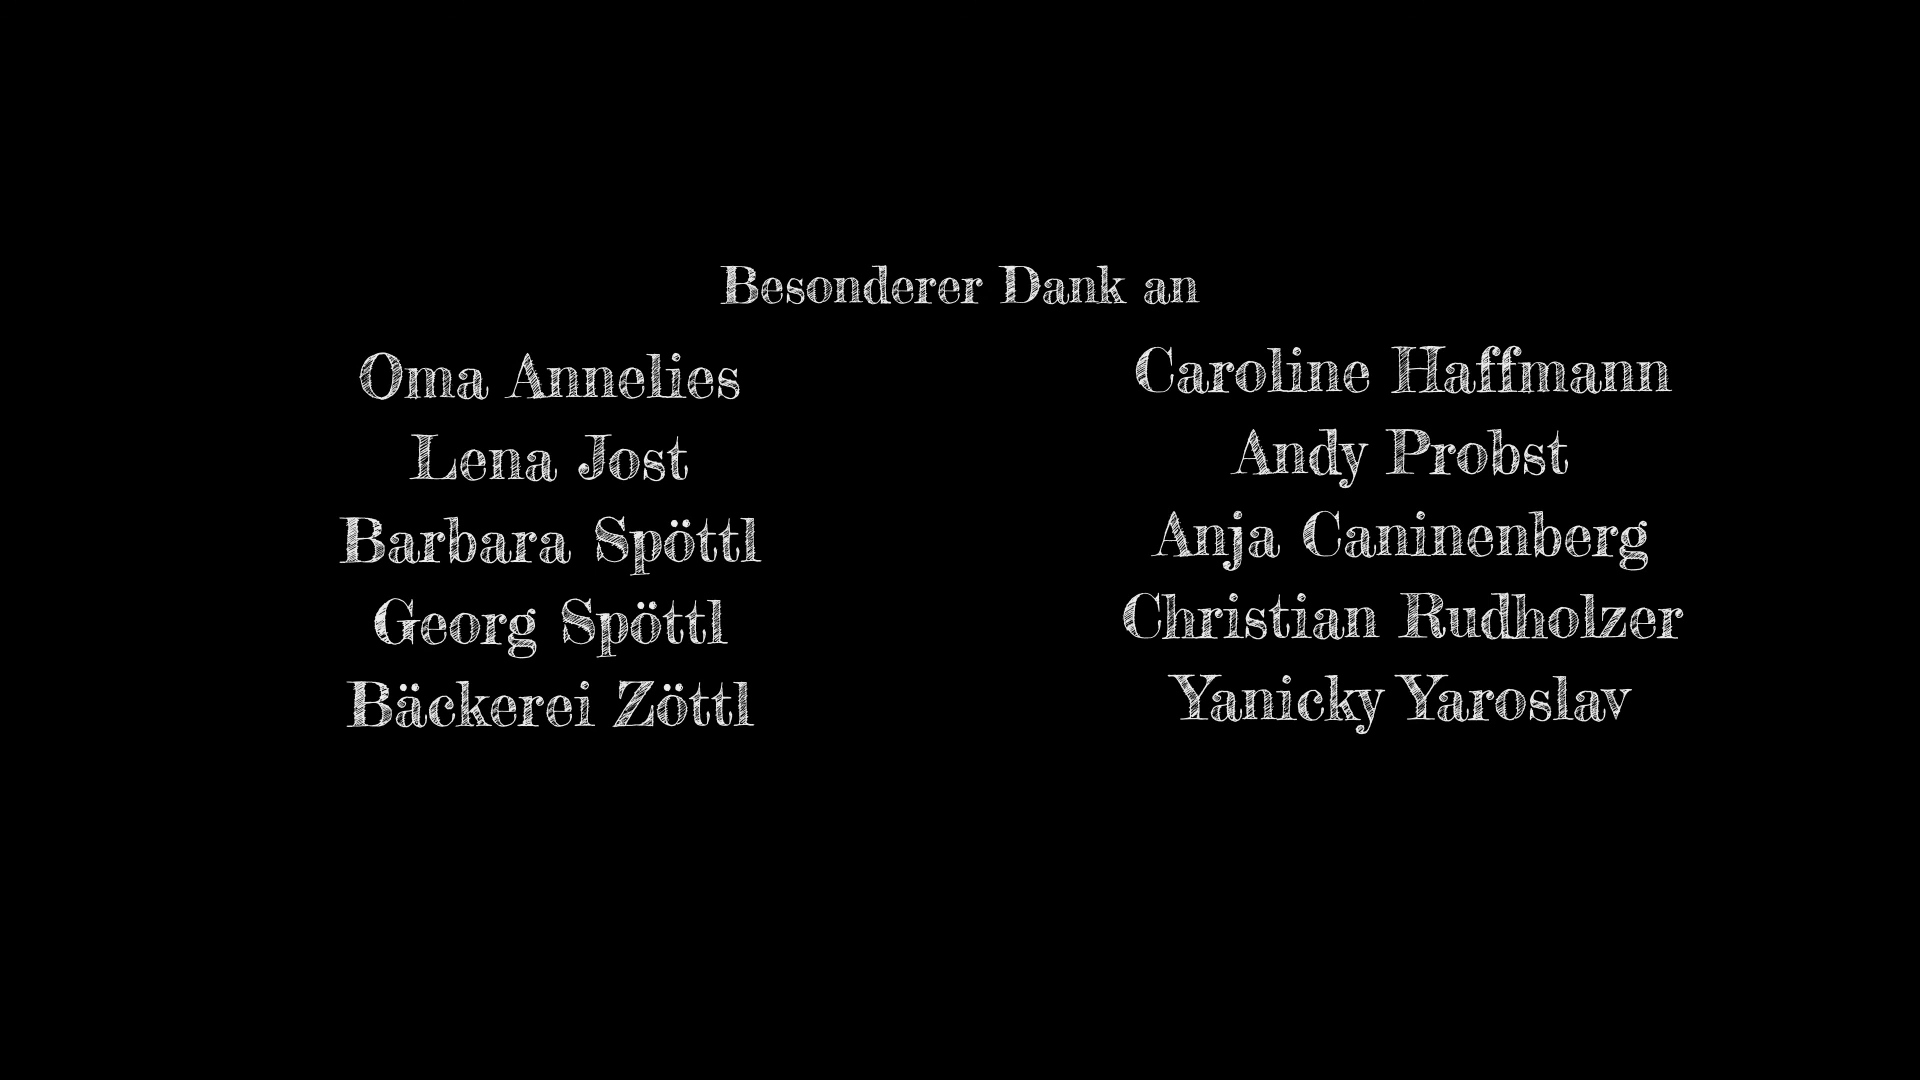 Besonderer Dank an
Oma Annelies
Lena Jost
Barbara Spöttl
Georg Spöttl
Bäckerei Zöttl
Caroline Haffmann
Andy Probst
Anja Caninenberg
Christian Rudholzer
Yanicky Yaroslav